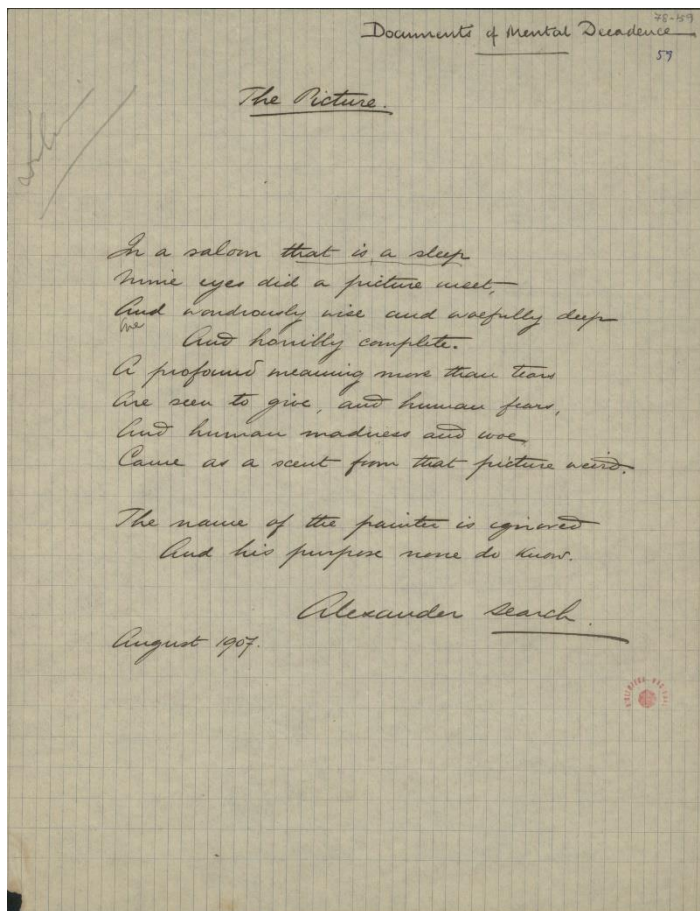 78-59
Documents of Mental Decadence
59
The Picture.
In a saloon that is a sleep
Mine eyes did a picture meet,
And wondrously wise and woefully deep
And horribly complete.
A profound meaning more than tears
Are seen to give, and human fears,
And human madness and woe
Came as a scent from that picture weird.
The name of the painter is ignored
And his purpose none do know.
Alexander Search.
August 1907.